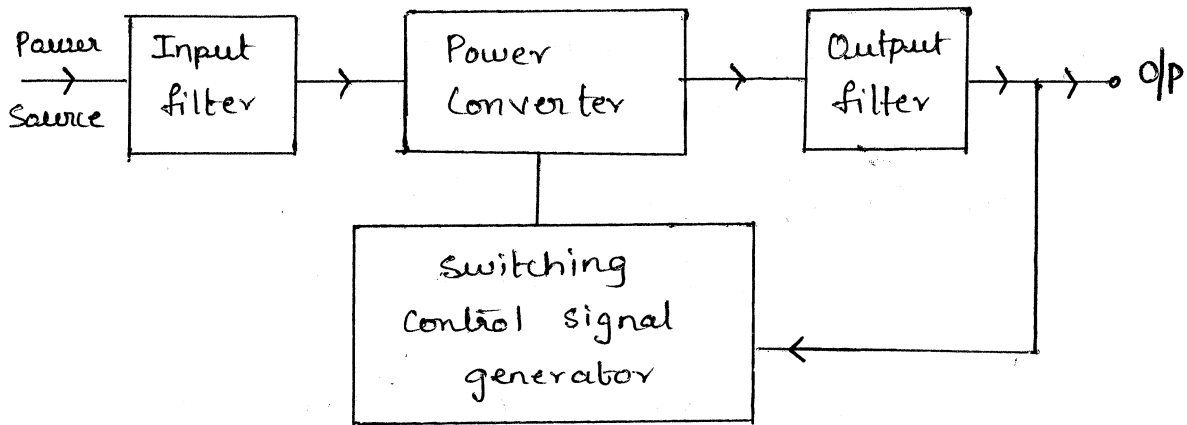 Power
Source
Input
filter
Power
Converter
Output
filter
O/P
Switching
Control signal
generator